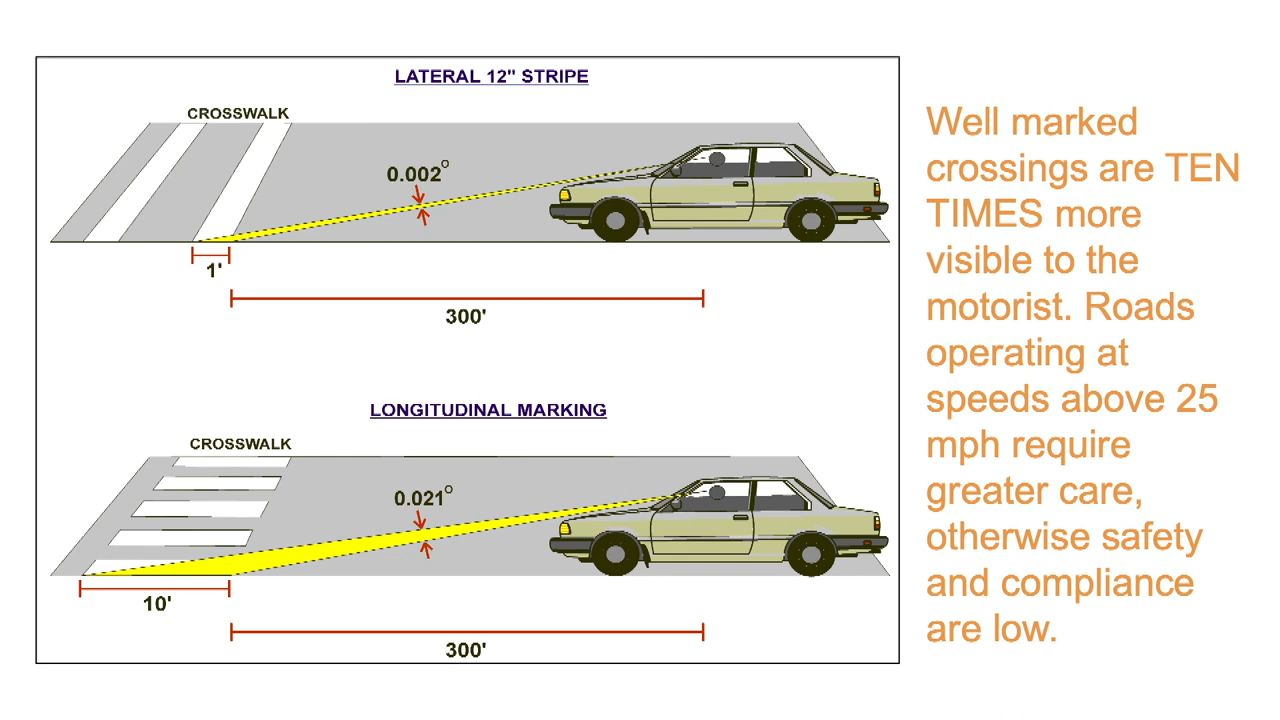 LATERAL 12" STRIPE
CROSSWALK
0.002°
1'
300'
LONGITUDINAL MARKING
CROSSWALK
0.021°
10'
300'
Well marked
crossings are TEN
TIMES more
visible to the
motorist. Roads
operating at
speeds above 25
mph require
greater care,
otherwise safety
and compliance
are low.